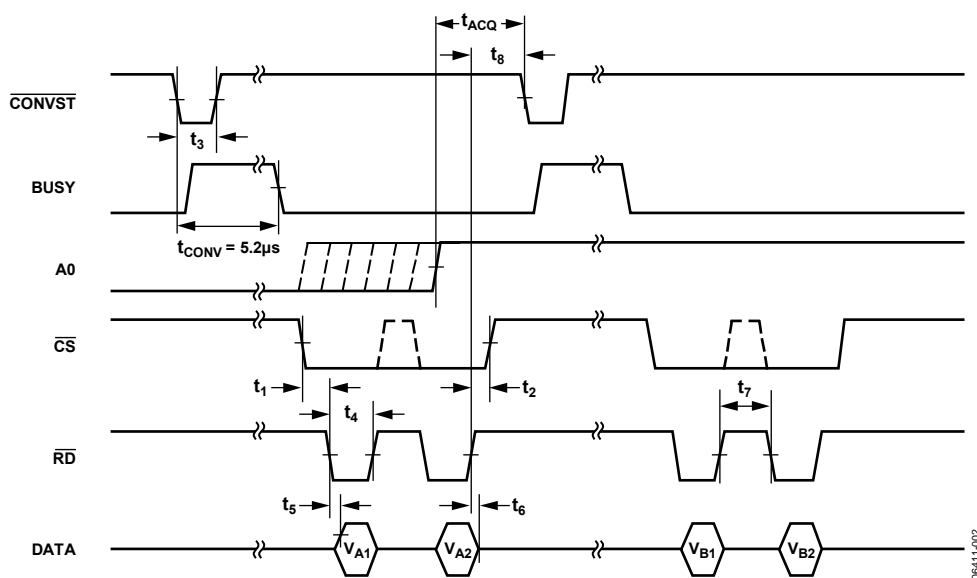 tACQ
t8
CONVST
t3
BUSY
tCONV = 5.2µs
A0
CS
t1
t2
t4
t7
RD
t5
t6
DATA
VA1
VA2
VB1
VB2
06411-002